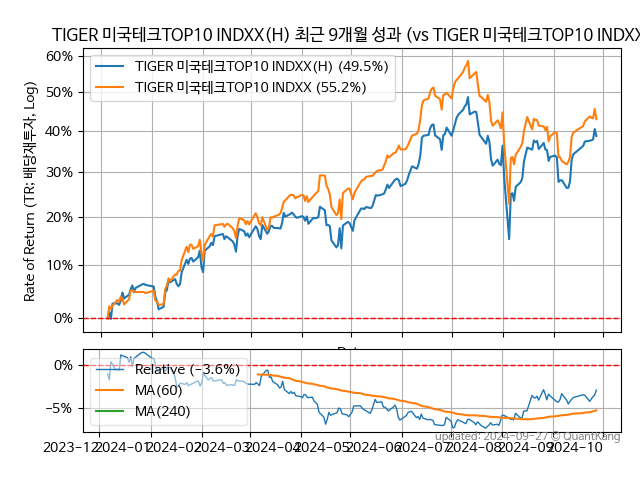 TIGER 미국테크TOP10 INDXX(H) 최근 9개월 성과 (vs TIGER 미국테크TOP10 INDXX
60%
50%
40%
30%
20%
10%
0%
Rate of Return (TR: 배당재투자, Log)
TIGER 미국테크TOP10 INDXX(H) (49.5%)
TIGER 미국테크TOP10 INDXX (55.2%)
0%
−5%
Relative (−3.6%)
MA(60)
MA(240)
2023−12 2024−01 2024−02 2024−03 2024−04 2024−05 2024−06 2024−07 2024−08 2024−09 2024−10
updated: 2024−09−27 © QuantKang